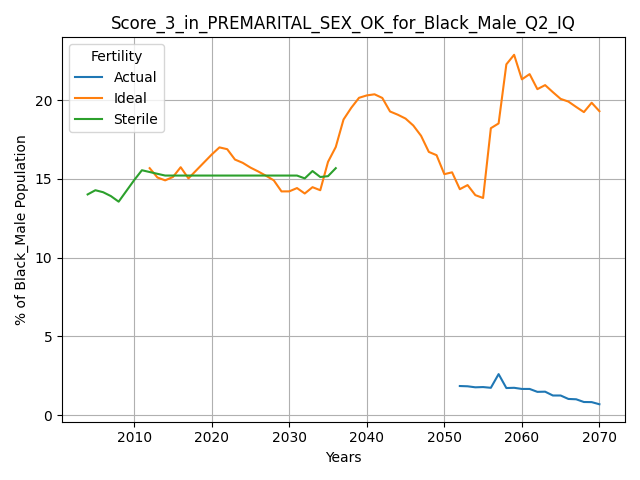 Score_3_in_PREMARITAL_SEX_OK_for_Black_Male_Q2_IQ
Fertility
Actual
Ideal
Sterile
% of Black_Male Population
20
15
10
5
0
2010 2020 2030 2040 2050 2060 2070
Years